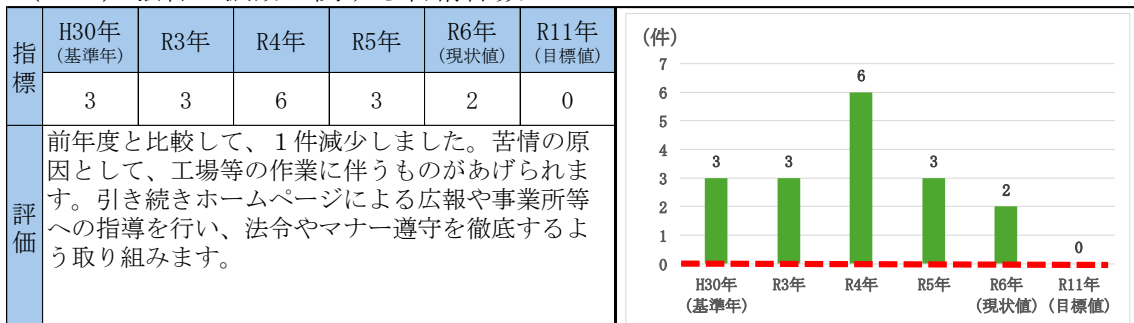 指標
H30年 R3年 R4年 R5年 R6年 R11年
(基準年) (現状値) (目標値)
3 3 6 3 2 0
評価
前年度と比較して、1件減少しました。苦情の原
因として、工場等の作業に伴うものがあげられま
す。引き続きホームページによる広報や事業所等
への指導を行い、法令やマナー遵守を徹底するよ
う取り組みます。
(件)
7
6
5
4
3
2
1
0
3 3 6 3 2 0
H30年 R3年 R4年 R5年 R6年 R11年
(基準年) (現状値) (目標値)